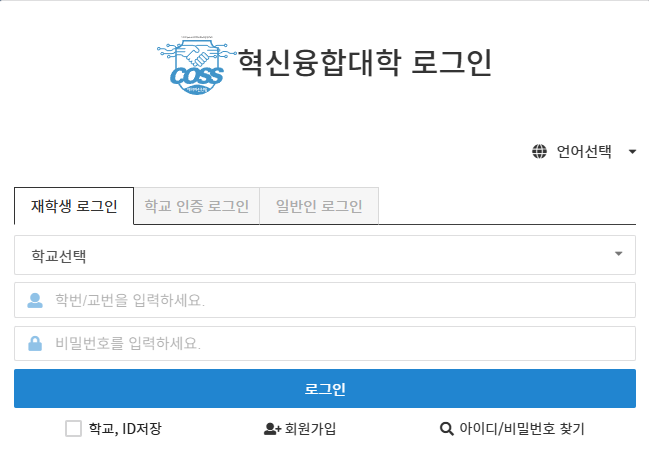 COSS
혁신융합대학 로그인
언어선택
재학생 로그인 학교 인증 로그인 일반인 로그인
학교선택
학번/교번을 입력하세요.
비밀번호를 입력하세요.
로그인
학교, ID저장 회원가입 아이디/비밀번호 찾기